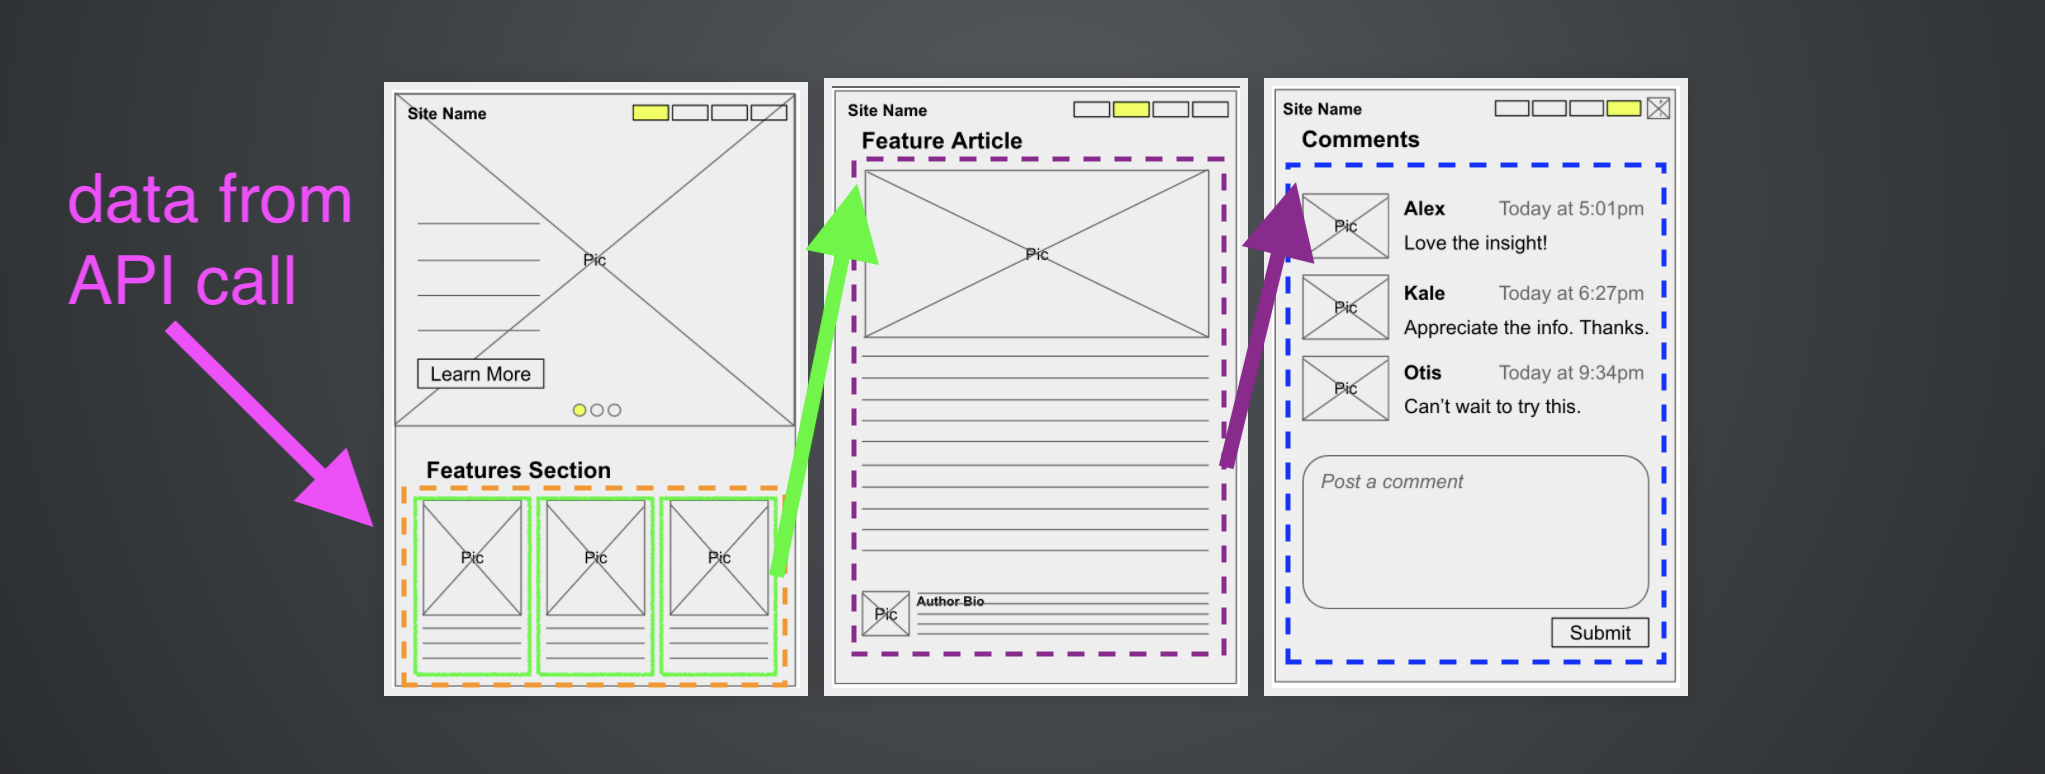 data from
API call
Site Name
Pic
Learn More
Features Section
Pic
Pic
Pic
Site Name
Feature Article
Pic
Pic
Author Bio
Site Name
Comments
Pic
Alex Today at 5:01pm
Love the insight!
Pic
Kale Today at 6:27pm
Appreciate the info. Thanks.
Pic
Otis Today at 9:34pm
Can't wait to try this.
Post a comment
Submit